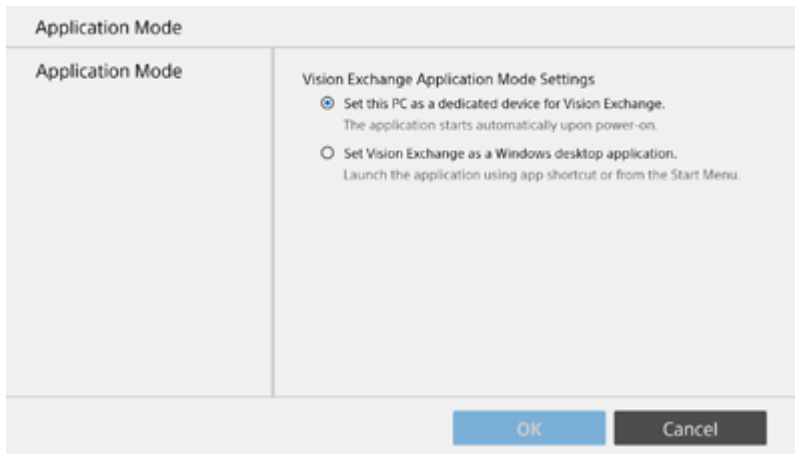 Application Mode
Application Mode
Vision Exchange Application Mode Settings
Set this PC as a dedicated device for Vision Exchange.
The application starts automatically upon power-on.
Set Vision Exchange as a Windows desktop application.
Launch the application using app shortcut or from the Start Menu.
OK
Cancel